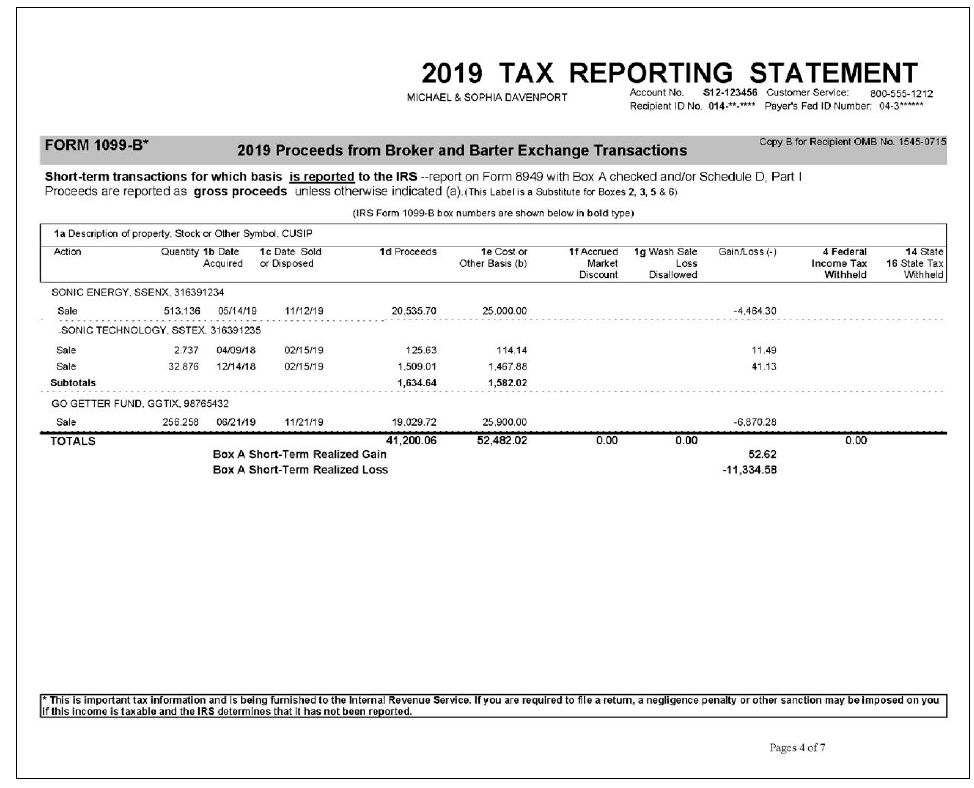 2019 TAX REPORTING STATEMENT
MICHAEL & SOPHIA DAVENPORT
Account No. S12-123456 Customer Service: 800-555-1212
Recipient ID No. 014-**-**** Payer's Fed ID Number: 04-3******
FORM 1099-B*
2019 Proceeds from Broker and Barter Exchange Transactions
Copy B for Recipient OMB No. 1545-0715
Short-term transactions for which basis is reported to the IRS --report on Form 8949 with Box A checked and/or Schedule D, Part I
Proceeds are reported as gross proceeds unless otherwise indicated (a).(This Label is a Substitute for Boxes 2, 3, 5 & 6)
(IRS Form 1099-B box numbers are shown below in bold type)
1a Description of property, Stock or Other Symbol, CUSIP
Action Quantity 1b Date 1c Date Sold 1d Proceeds 1e Cost or 1f Accrued 1g Wash Sale Gain/Loss (-) 4 Federal 14 State
Acquired or Disposed Other Basis (b) Market Loss Income Tax 16 State Tax
Discount Disallowed Withheld Withheld
SONIC ENERGY, SSENX, 316391234
Sale 513.136 05/14/19 11/12/19 20,535.70 25,000.00 -4,464.30
SONIC TECHNOLOGY, SSTEX, 316391235
Sale 2.737 04/09/18 02/15/19 125.63 114.14 11.49
Sale 32.876 12/14/18 02/15/19 1,509.01 1,467.88 41.13
Subtotals 1,634.64 1,582.02
GO GETTER FUND, GGTIX, 98765432
Sale 256.258 06/21/19 11/21/19 19,029.72 25,900.00 -6,870.28
TOTALS 41,200.06 52,482.02 0.00 0.00 0.00
Box A Short-Term Realized Gain 52.62
Box A Short-Term Realized Loss -11,334.58
* This is important tax information and is being furnished to the Internal Revenue Service. If you are required to file a return, a negligence penalty or other sanction may be imposed on you
if this income is taxable and the IRS determines that it has not been reported.
Pages 4 of 7